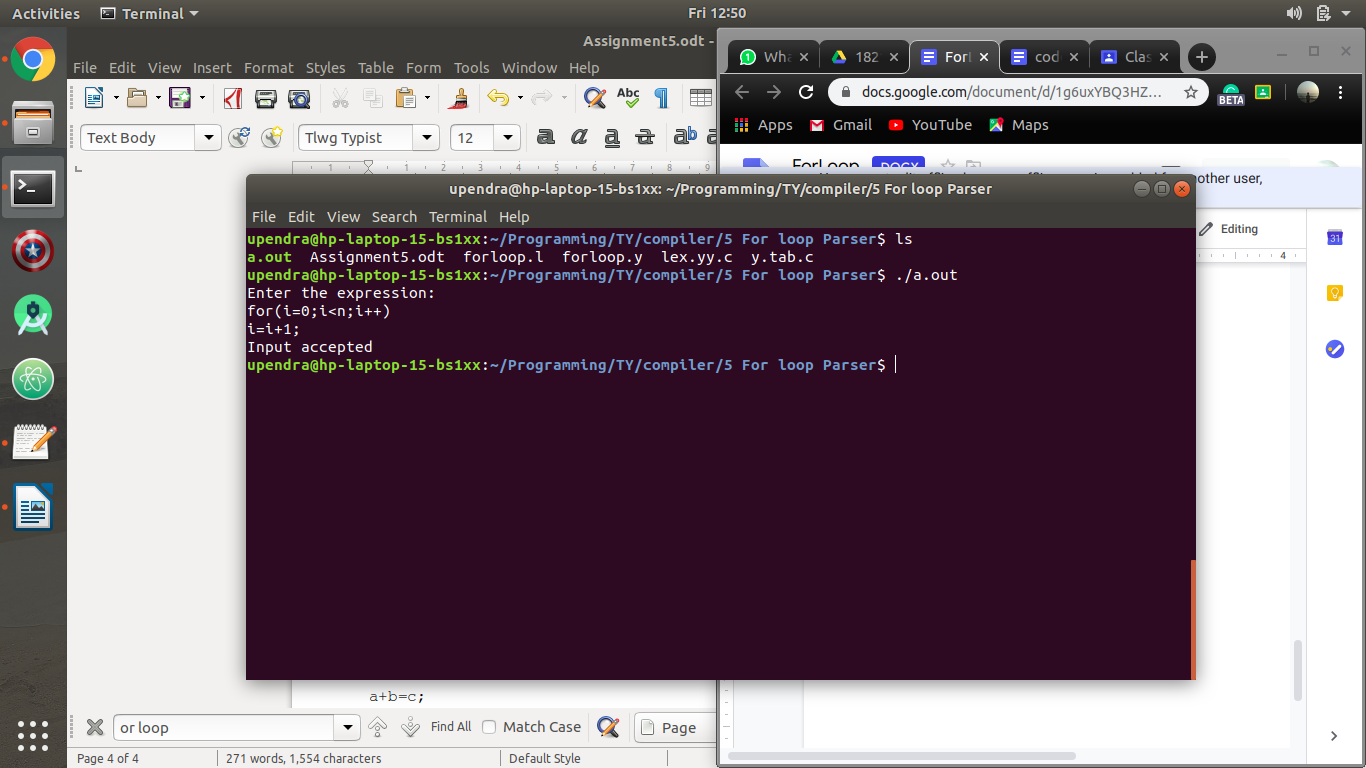 Activities Terminal Fri 12:50
Assignment5.odt -
File Edit View Insert Format Styles Table Form Tools Window Help
Text Body Tlwg Typist 12
Wha 182 For cod Clas
docs.google.com/document/d/1g6uxYBQ3HZ... BETA
Apps Gmail YouTube Maps
ForLoop .DOCX
other user,
Editing
upendra@hp-laptop-15-bs1xx: ~/Programming/TY/compiler/5 For loop Parser
File Edit View Search Terminal Help
upendra@hp-laptop-15-bs1xx:~/Programming/TY/compiler/5 For loop Parser$ ls
a.out Assignment5.odt forloop.l forloop.y lex.yy.c y.tab.c
upendra@hp-laptop-15-bs1xx:~/Programming/TY/compiler/5 For loop Parser$ ./a.out
Enter the expression:
for(i=0;i<n;i++)
i=i+1;
Input accepted
upendra@hp-laptop-15-bs1xx:~/Programming/TY/compiler/5 For loop Parser$
a+b=c;
or loop Find All Match Case Page
Page 4 of 4 271 words, 1,554 characters Default Style